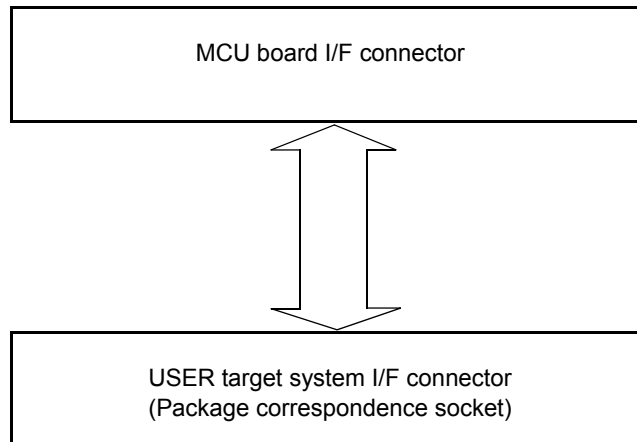 MCU board I/F connector
USER target system I/F connector
(Package correspondence socket)